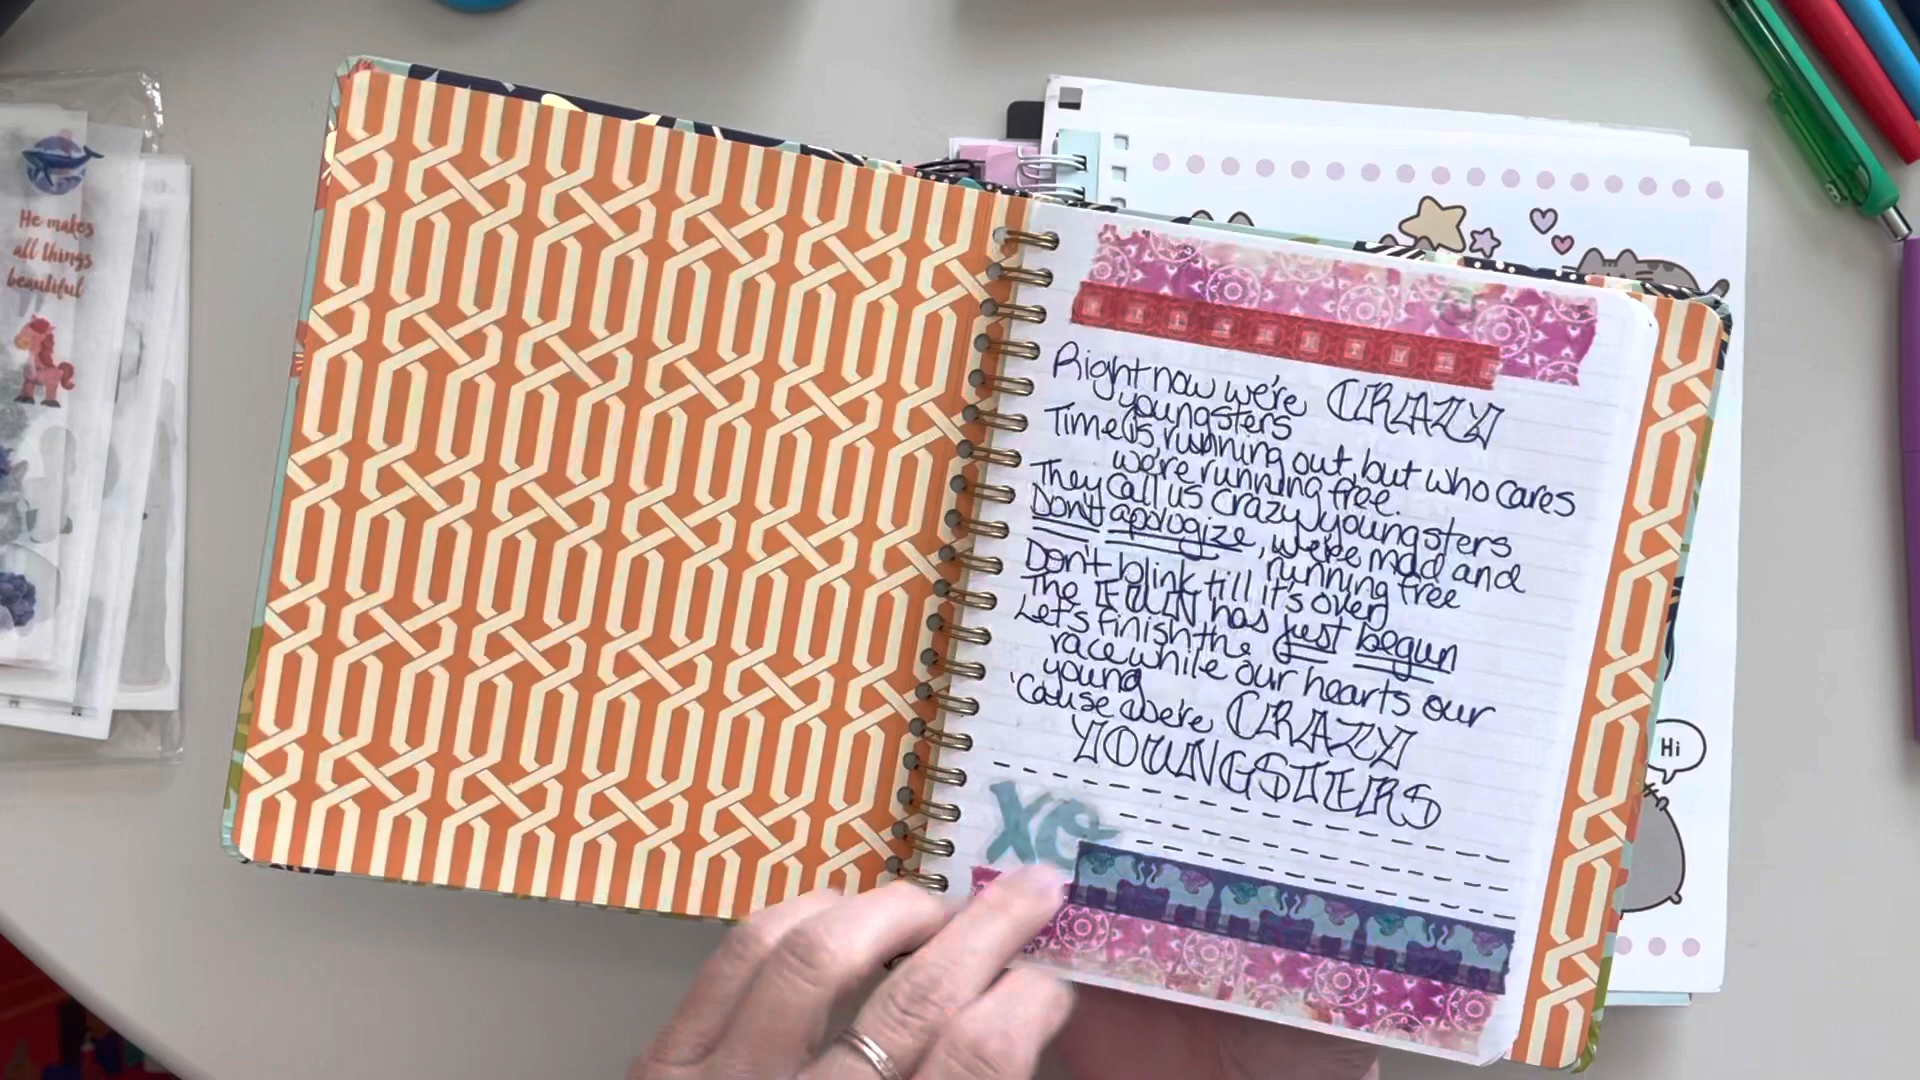 He makes
all things
beautiful
Right now we're CRAZY
youngsters
Time is running out, but who cares
we're running free.
They call us crazy youngsters
Don't apologize, we're mad and
running free
Don't blink till it's over
The FUN has just begun
Let's finish the
race while our hearts our
young
'Cause we're CRAZY
YOUNGSTERS
xo
Hi